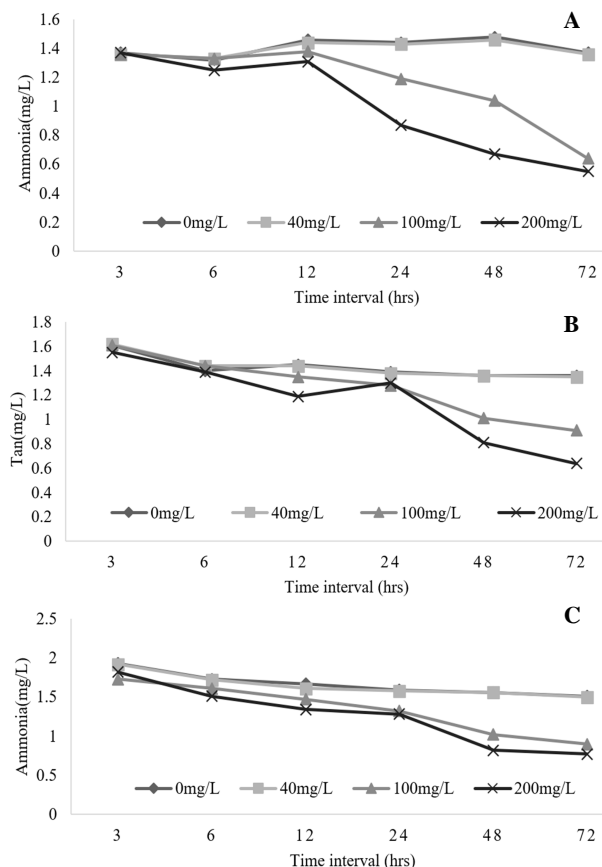 A
1.6
1.4
1.2
1
0.8
0.6
0.4
0.2
0
Ammonia(mg/L)
0mg/L 40mg/L 100mg/L 200mg/L
3 6 12 24 48 72
Time interval (hrs)
B
1.8
1.6
1.4
1.2
1
0.8
0.6
0.4
0.2
0
Tan(mg/L)
0mg/L 40mg/L 100mg/L 200mg/L
3 6 12 24 48 72
Time interval (hrs)
C
2.5
2
1.5
1
0.5
0
Ammonia(mg/L)
0mg/L 40mg/L 100mg/L 200mg/L
3 6 12 24 48 72
Time interval (hrs)